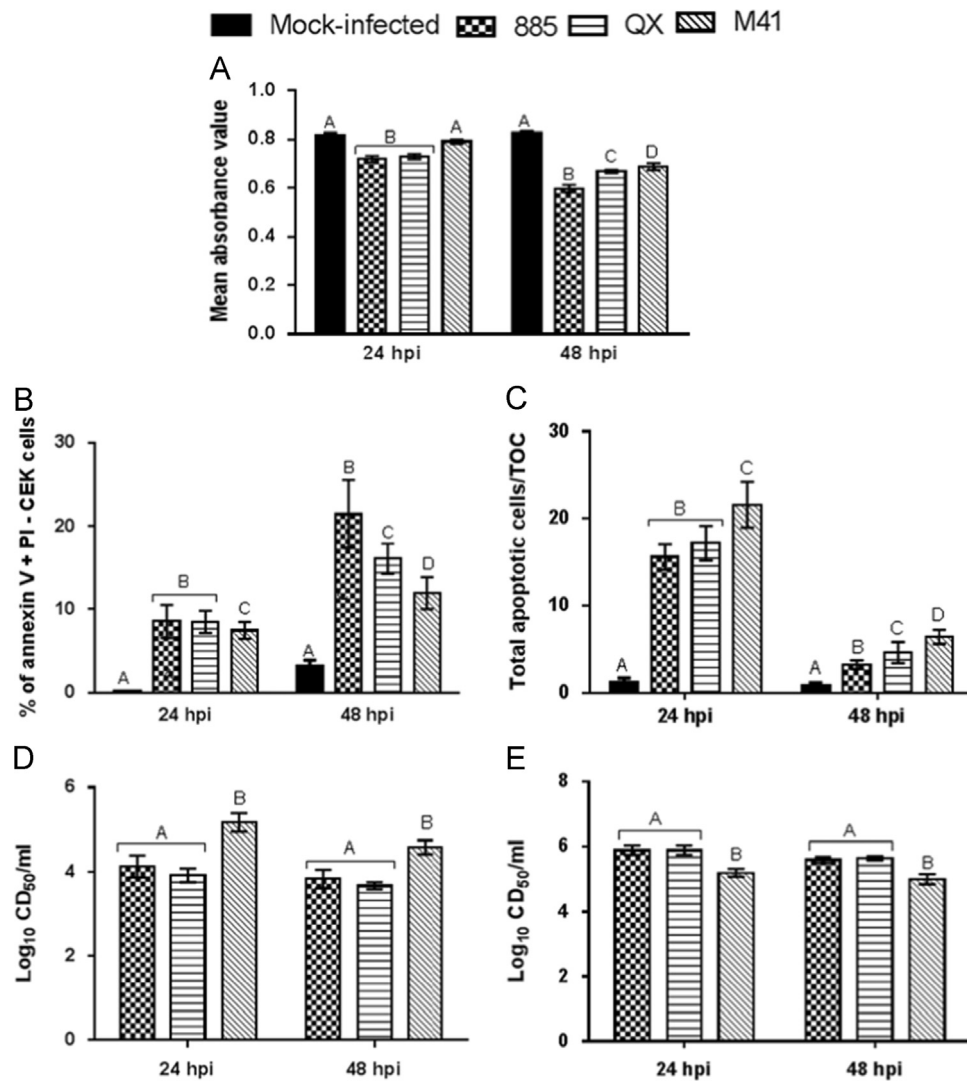 Mock-infected 885 QX M41
A
Mean absorbance value
1.0
0.8
0.6
0.4
0.2
0.0
A
B
A
A
B
C
D
24 hpi
48 hpi
B
% of annexin V + PI - CEK cells
30
20
10
0
A
B
C
A
B
C
D
24 hpi
48 hpi
C
Total apoptotic cells/TOC
30
20
10
0
A
B
C
A
B
C
D
24 hpi
48 hpi
D
Log10 CD50/ml
6
4
2
0
A
B
A
B
24 hpi
48 hpi
E
Log10 CD50/ml
8
6
4
2
0
A
B
A
B
24 hpi
48 hpi